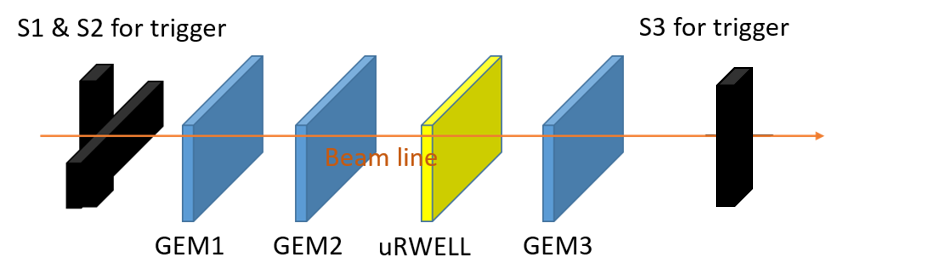 S1 & S2 for trigger
S3 for trigger
Beam line
GEM1
GEM2
uRWELL
GEM3